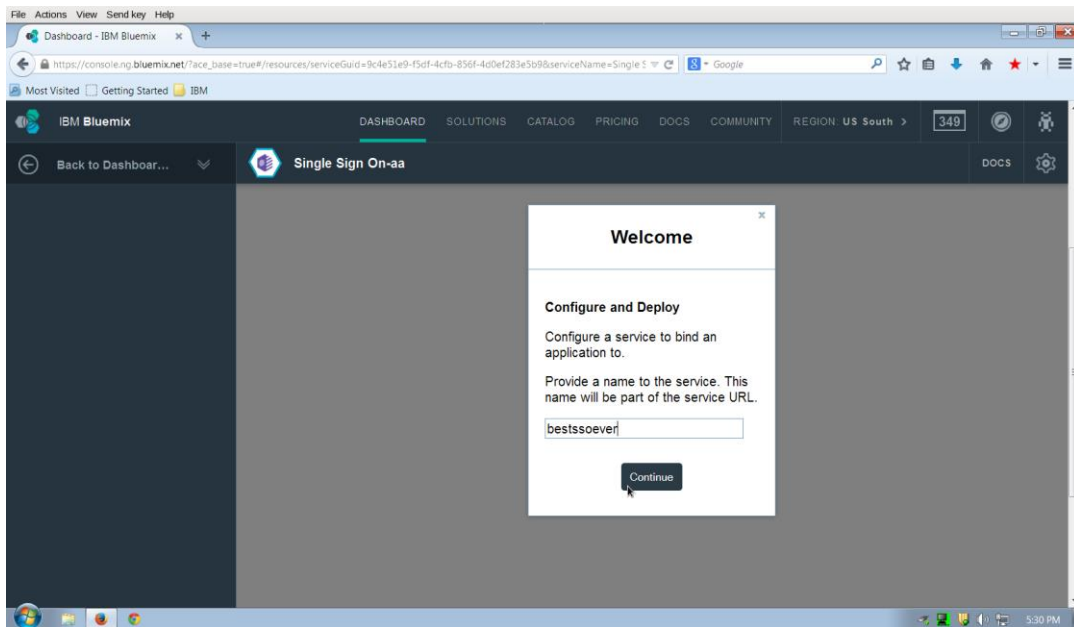 File Actions View Send key Help
Dashboard - IBM Bluemix
https://console.ng.bluemix.net/?ace_base=true#/resources/serviceGuid=9c4e51e9-f5df-4cfb-856f-4d0ef283e5b9&serviceName=Single S
Google
Most Visited Getting Started IBM
IBM Bluemix
DASHBOARD SOLUTIONS CATALOG PRICING DOCS COMMUNITY REGION: US South > 349
Back to Dashboar...
Single Sign On-aa
DOCS
Welcome
Configure and Deploy
Configure a service to bind an
application to.
Provide a name to the service. This
name will be part of the service URL.
bestssoever
Continue
5:30 PM